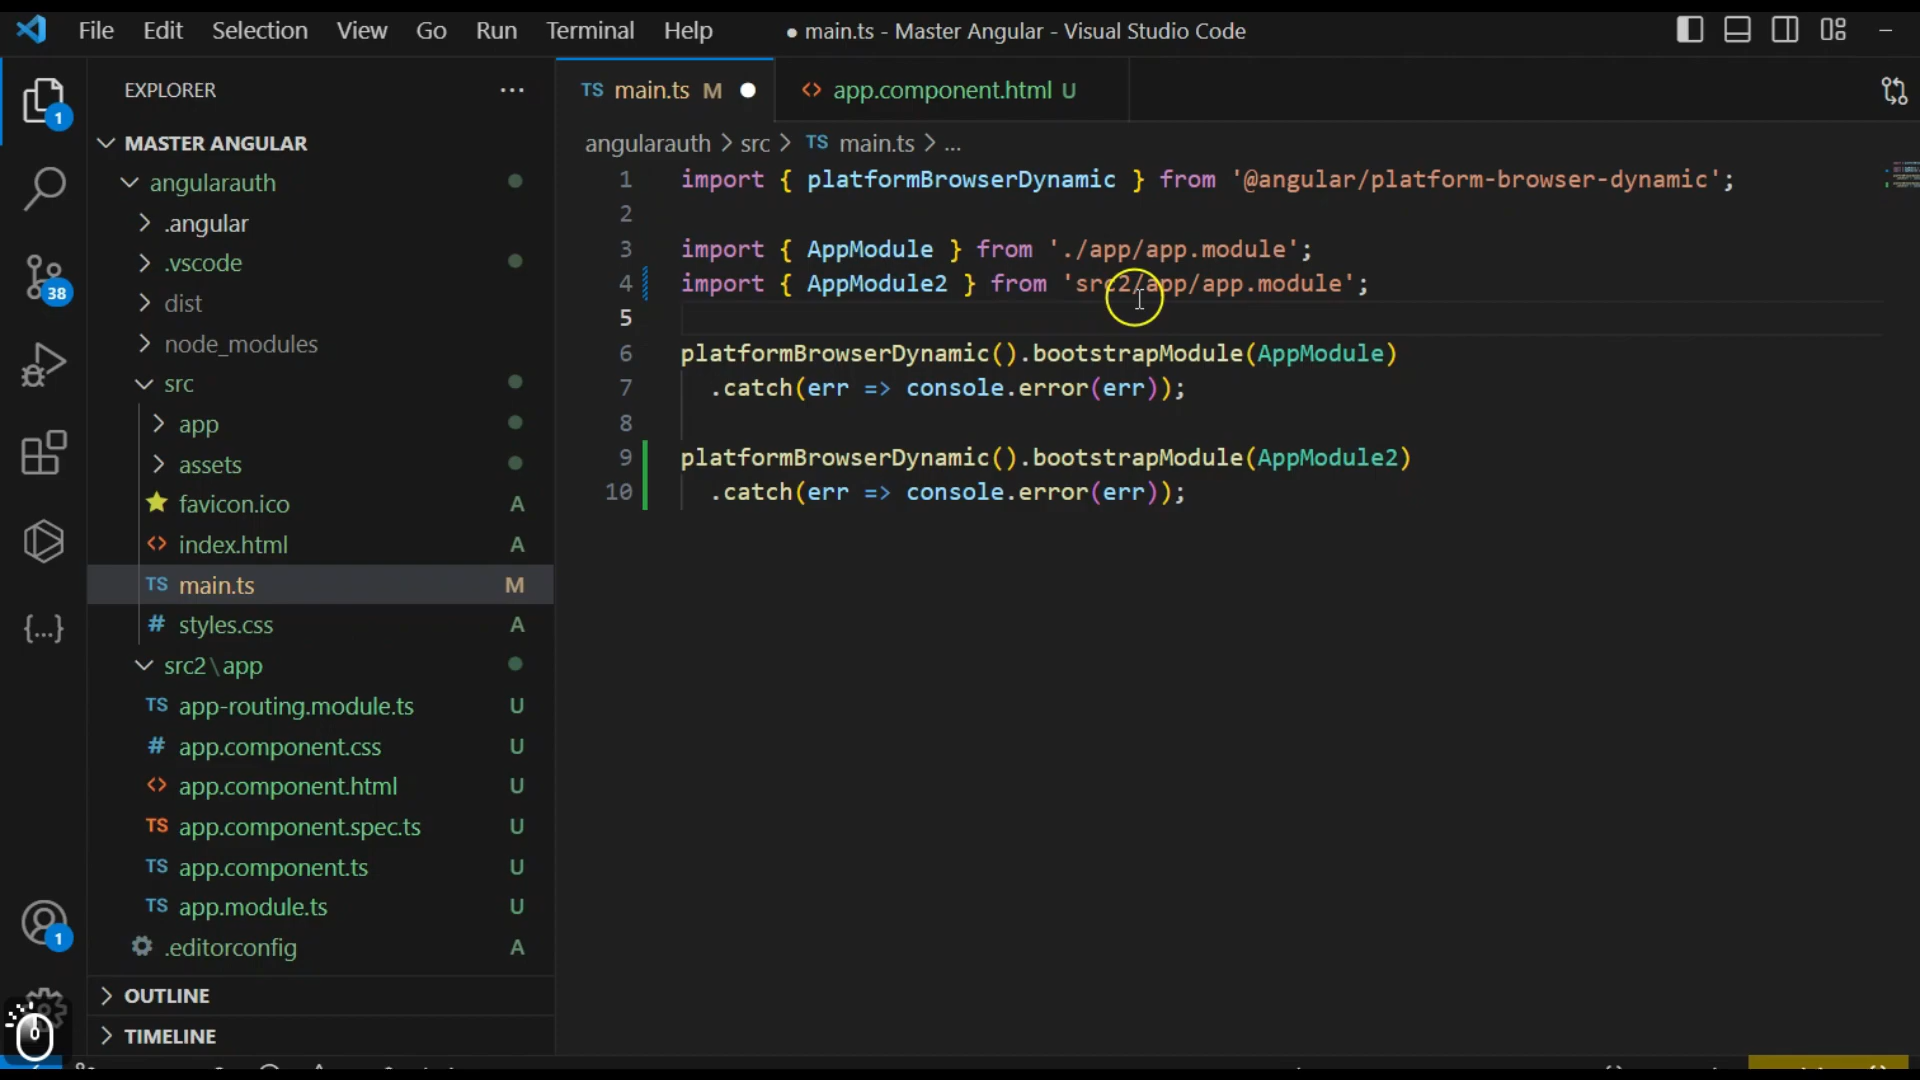 File Edit Selection View Go Run Terminal Help ● main.ts - Master Angular - Visual Studio Code
EXPLORER ...
TS main.ts M
<> app.component.html U
MASTER ANGULAR
angularauth > src > TS main.ts > ...
angularauth
.angular
.vscode
dist
node_modules
src
app
assets
favicon.ico A
<> index.html A
TS main.ts M
# styles.css A
src2\app
TS app-routing.module.ts U
# app.component.css U
<> app.component.html U
TS app.component.spec.ts U
TS app.component.ts U
TS app.module.ts U
.editorconfig A
OUTLINE
TIMELINE
1
38
{...}
1
1 import { platformBrowserDynamic } from '@angular/platform-browser-dynamic';
2
3 import { AppModule } from './app/app.module';
4 import { AppModule2 } from 'src2/app/app.module';
5
6 platformBrowserDynamic().bootstrapModule(AppModule)
7 .catch(err => console.error(err));
8
9 platformBrowserDynamic().bootstrapModule(AppModule2)
10 .catch(err => console.error(err));